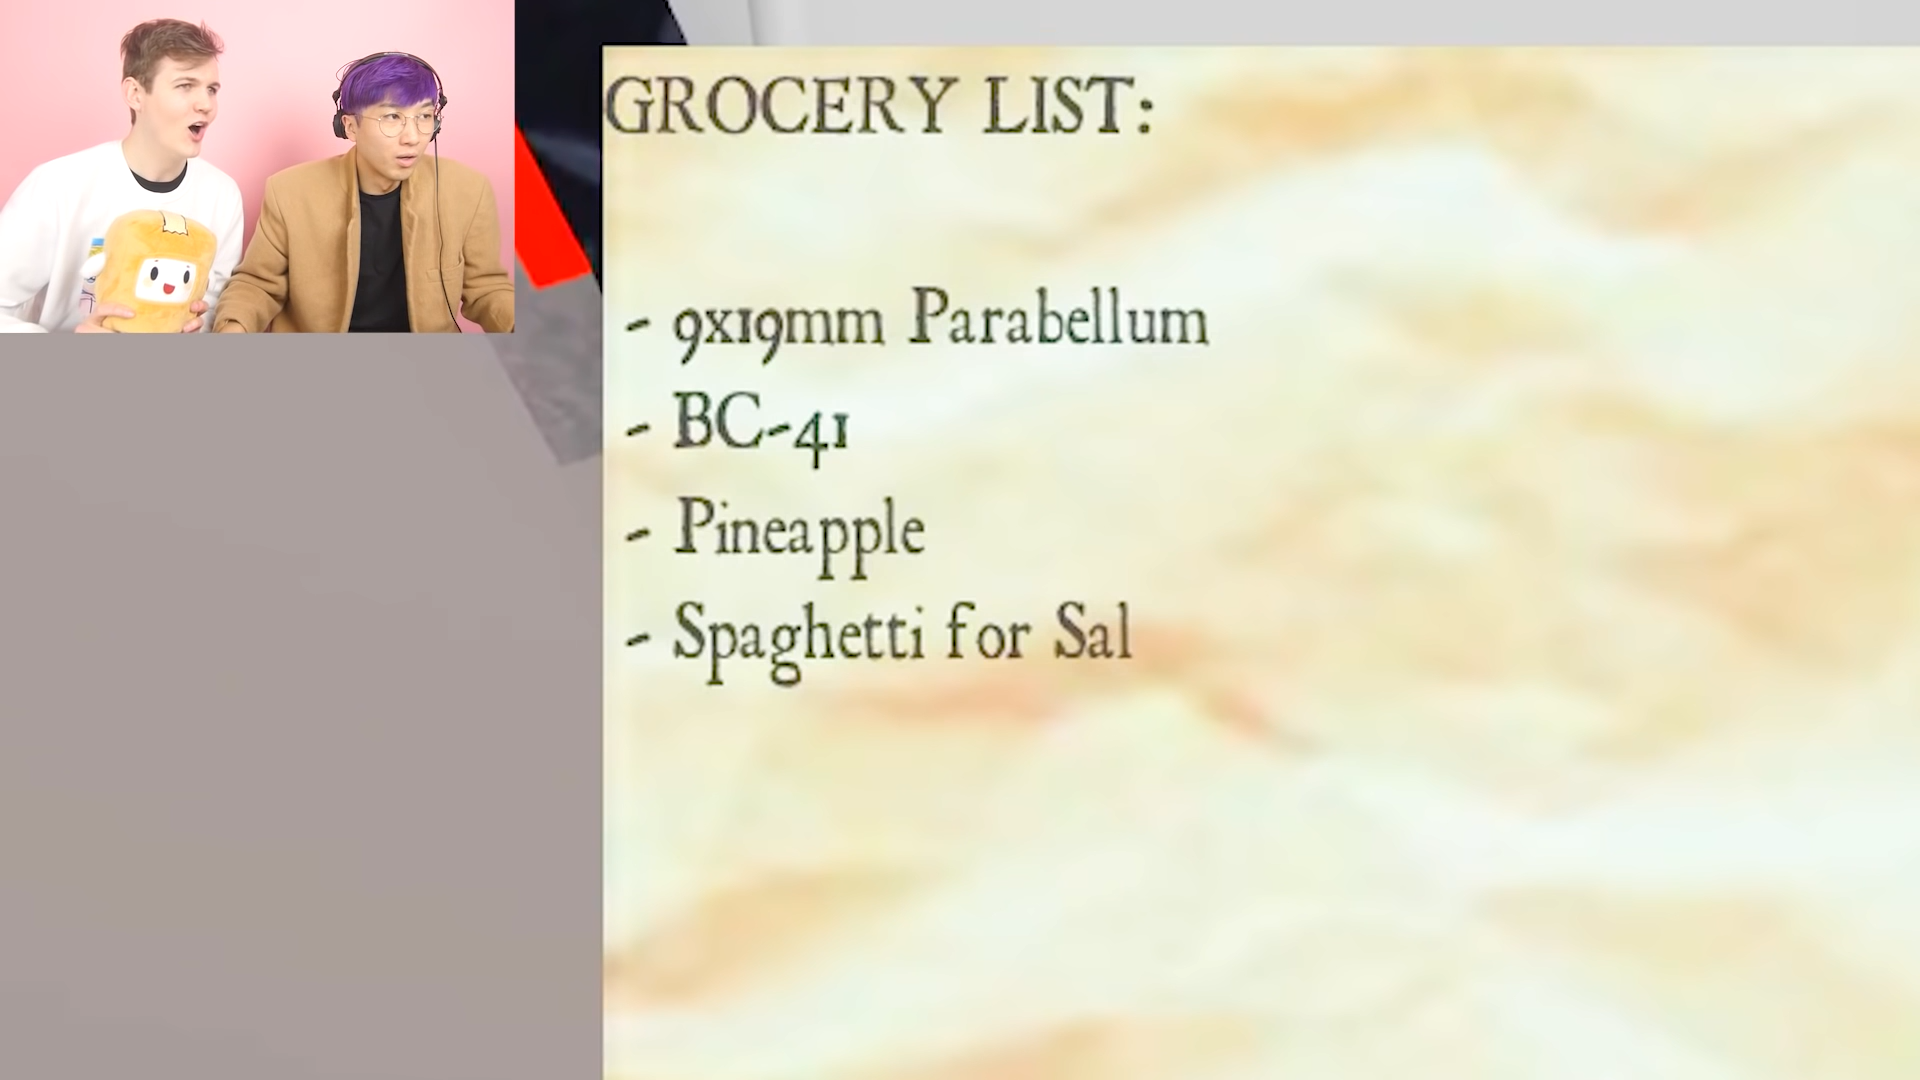 GROCERY LIST:
- 9x19mm Parabellum
- BC-41
- Pineapple
- Spaghetti for Sal